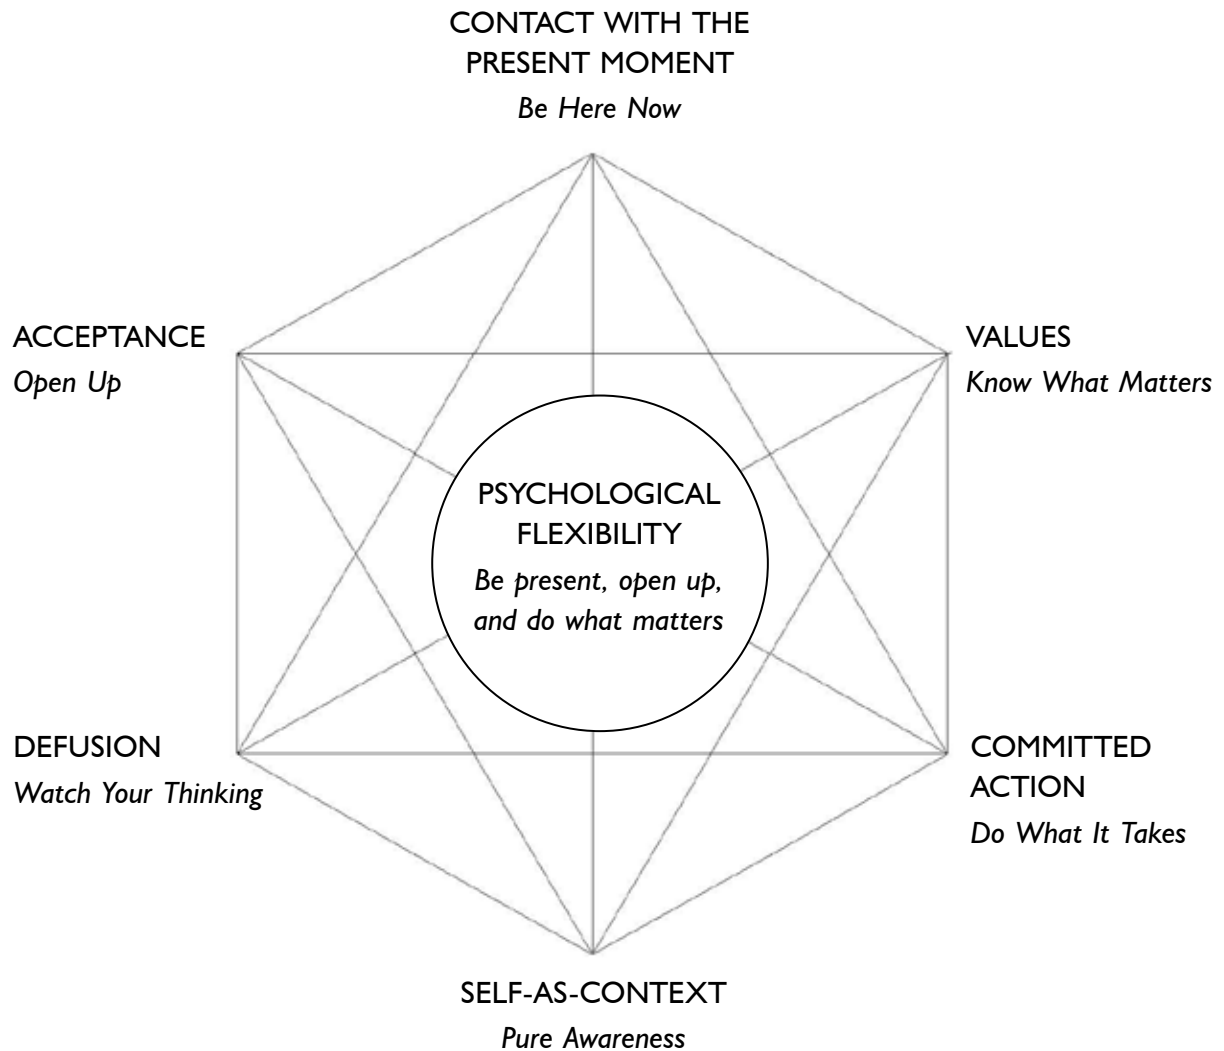 CONTACT WITH THE
PRESENT MOMENT
Be Here Now
ACCEPTANCE
Open Up
VALUES
Know What Matters
PSYCHOLOGICAL
FLEXIBILITY
Be present, open up,
and do what matters
DEFUSION
Watch Your Thinking
COMMITTED
ACTION
Do What It Takes
SELF-AS-CONTEXT
Pure Awareness